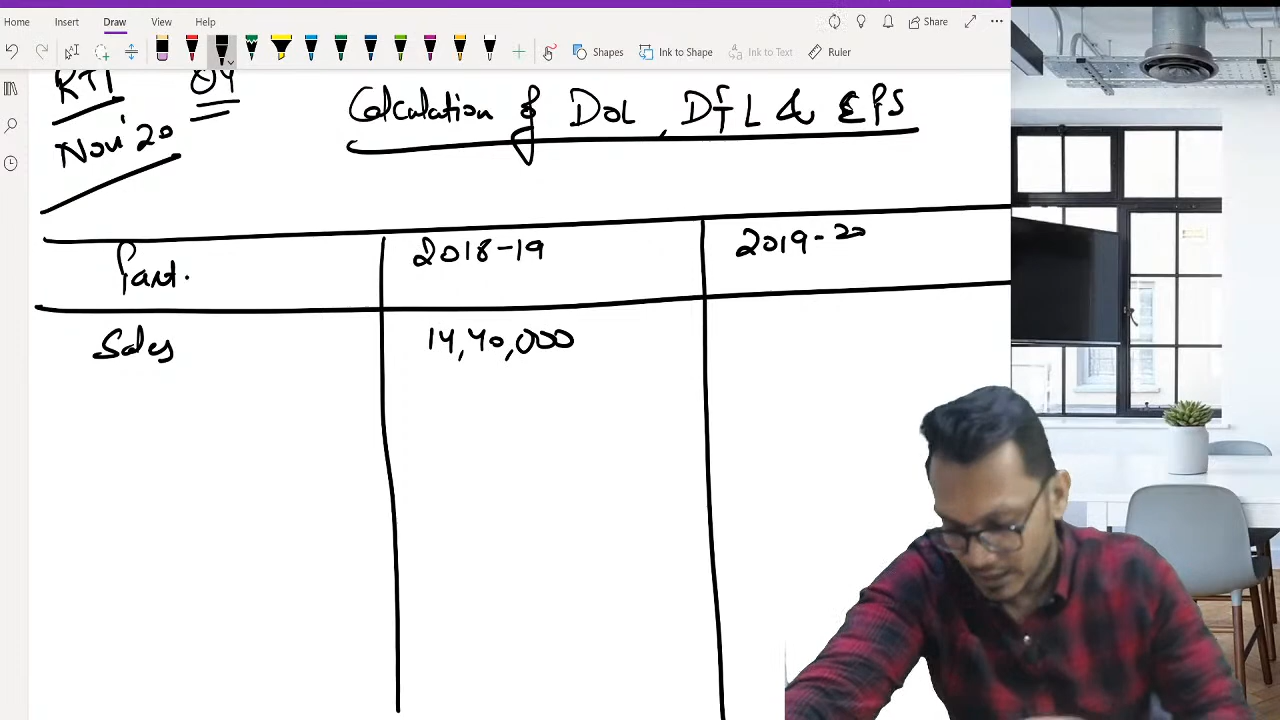 Home Insert Draw View Help Share
Shapes Ink to Shape Ink to Text Ruler
RTP Q4
Nov' 20
Calculation of DOL, DFL & EPS
Part. 2018-19 2019-20
Sales 14,40,000